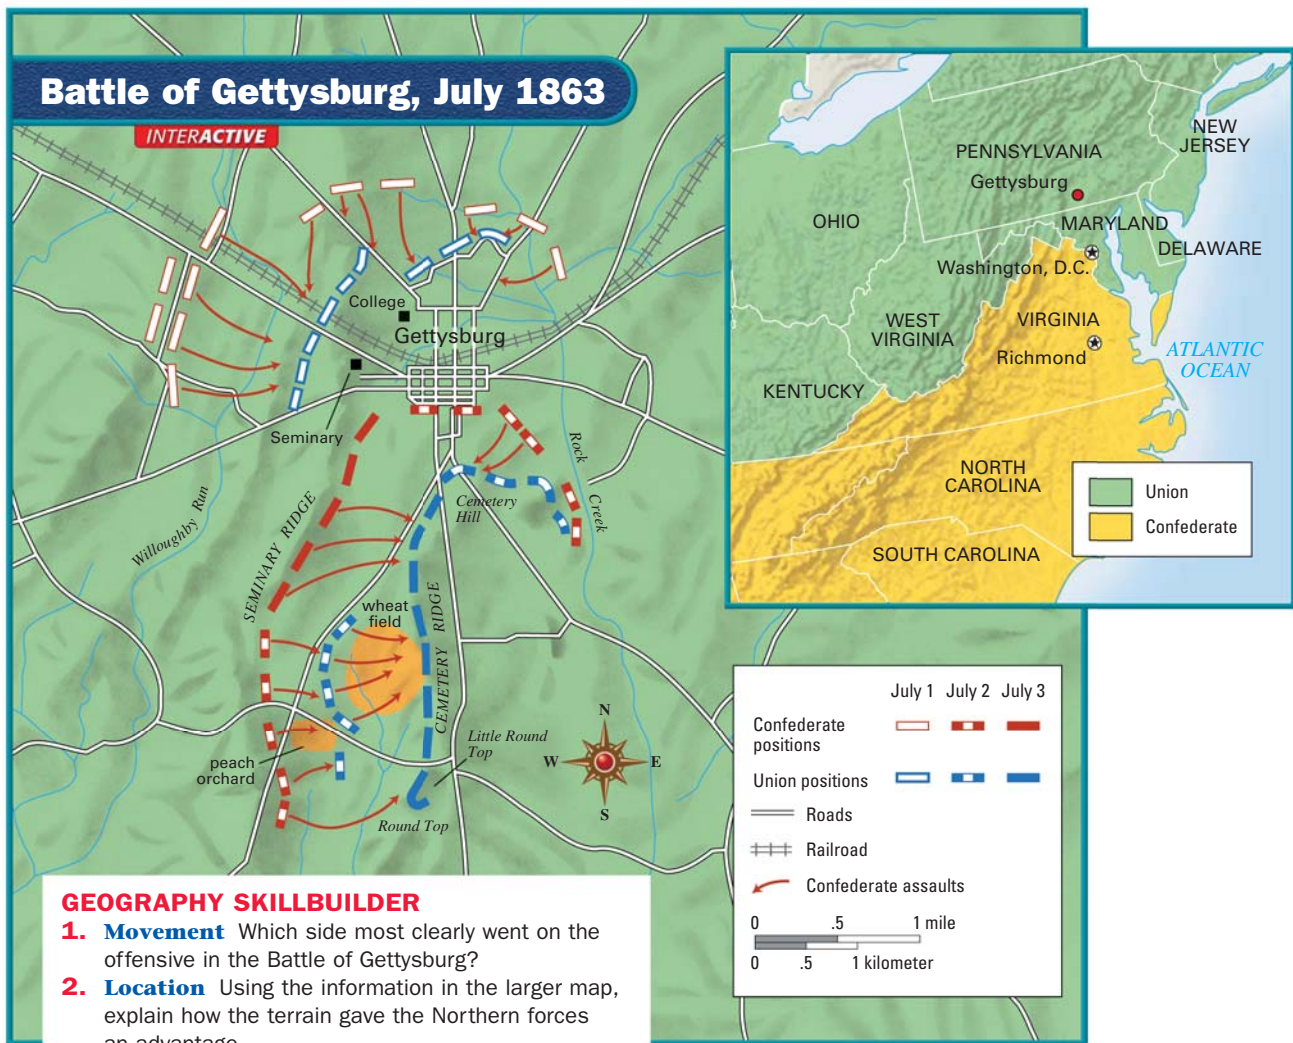 Battle of Gettysburg, July 1863
INTERACTIVE
College
Gettysburg
Seminary
Rock
Creek
Willoughby Run
SEMINARY RIDGE
Cemetery
Hill
wheat
field
CEMETERY RIDGE
peach
orchard
Little Round
Top
Round Top
N
W
E
S
PENNSYLVANIA
Gettysburg
NEW
JERSEY
OHIO
MARYLAND
DELAWARE
Washington, D.C.
WEST
VIRGINIA
VIRGINIA
Richmond
ATLANTIC
OCEAN
KENTUCKY
NORTH
CAROLINA
SOUTH CAROLINA
Union
Confederate
July 1 July 2 July 3
Confederate
positions
Union positions
Roads
Railroad
Confederate assaults
0 .5 1 mile
0 .5 1 kilometer
GEOGRAPHY SKILLBUILDER
1. Movement Which side most clearly went on the
offensive in the Battle of Gettysburg?
2. Location Using the information in the larger map,
explain how the terrain gave the Northern forces
an advantage